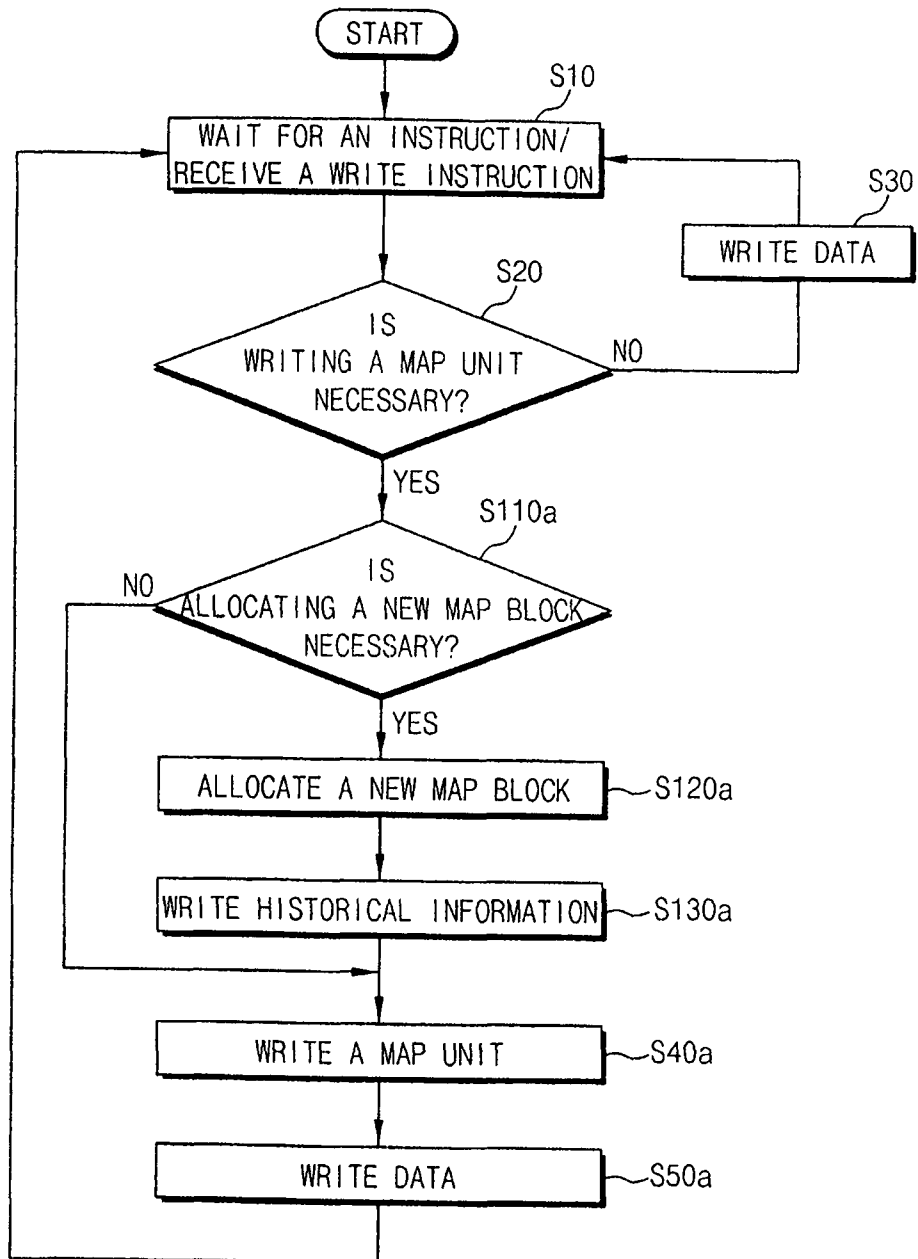 START
S10
WAIT FOR AN INSTRUCTION/
RECEIVE A WRITE INSTRUCTION
S30
WRITE DATA
S20
IS
WRITING A MAP UNIT
NECESSARY?
NO
YES
S110a
IS
ALLOCATING A NEW MAP BLOCK
NECESSARY?
NO
YES
ALLOCATE A NEW MAP BLOCK
S120a
WRITE HISTORICAL INFORMATION
S130a
WRITE A MAP UNIT
S40a
WRITE DATA
S50a